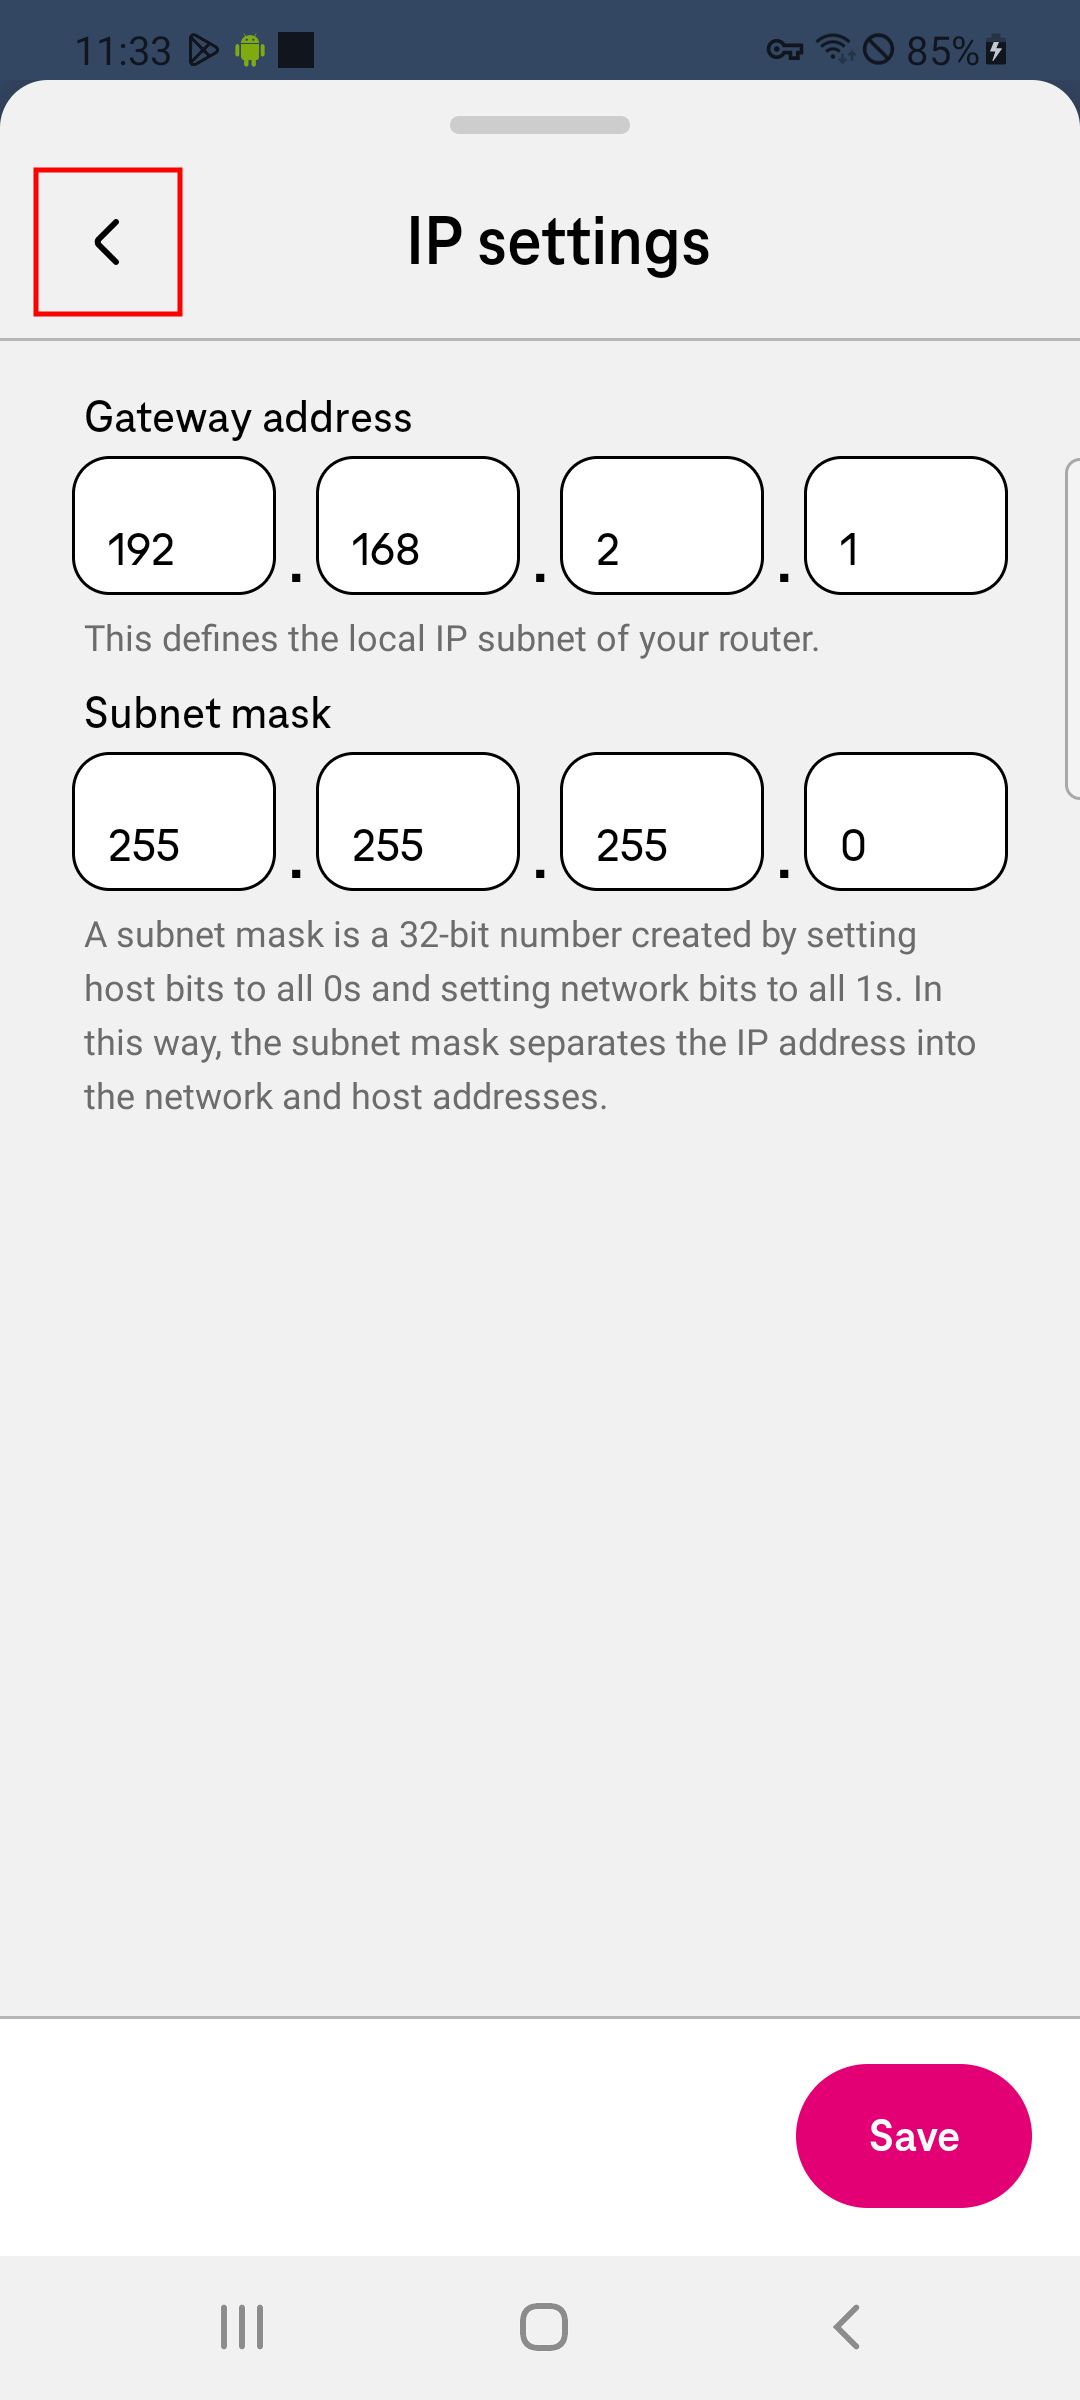 11:33
85%
IP settings
Gateway address
192 . 168 . 2 . 1
This defines the local IP subnet of your router.
Subnet mask
255 . 255 . 255 . 0
A subnet mask is a 32-bit number created by setting
host bits to all 0s and setting network bits to all 1s. In
this way, the subnet mask separates the IP address into
the network and host addresses.
Save